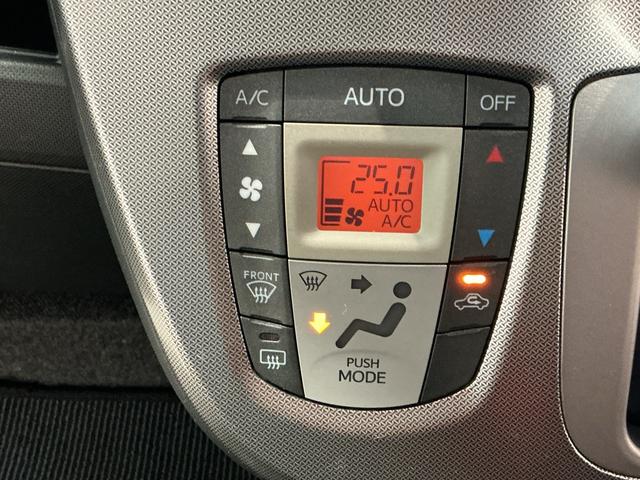 A/C AUTO OFF
25.0
AUTO
A/C
FRONT
PUSH
MODE